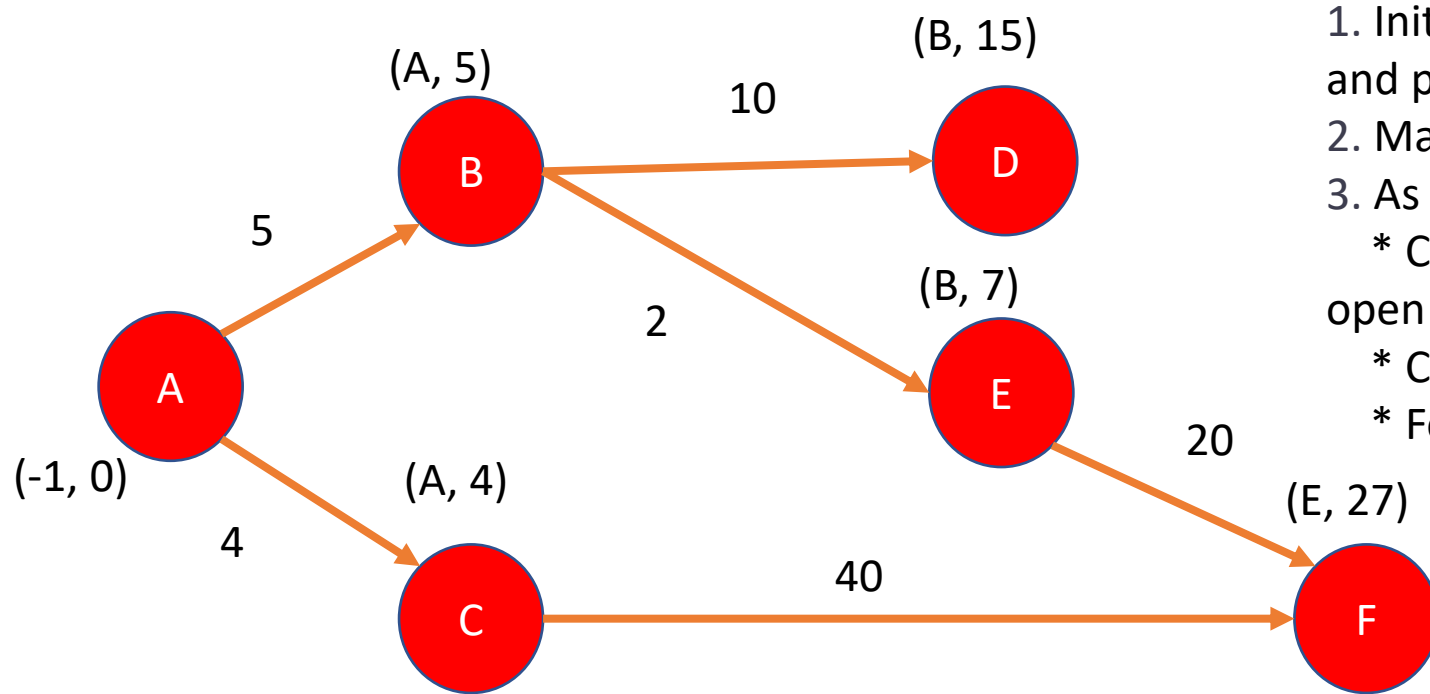 (A, 5)
(B, 15)
10
B
D
5
(B, 7)
2
A
E
20
(-1, 0)
(A, 4)
(E, 27)
4
40
C
F
1. Init
and p
2. Ma
3. As
* C
open
* C
* Fo